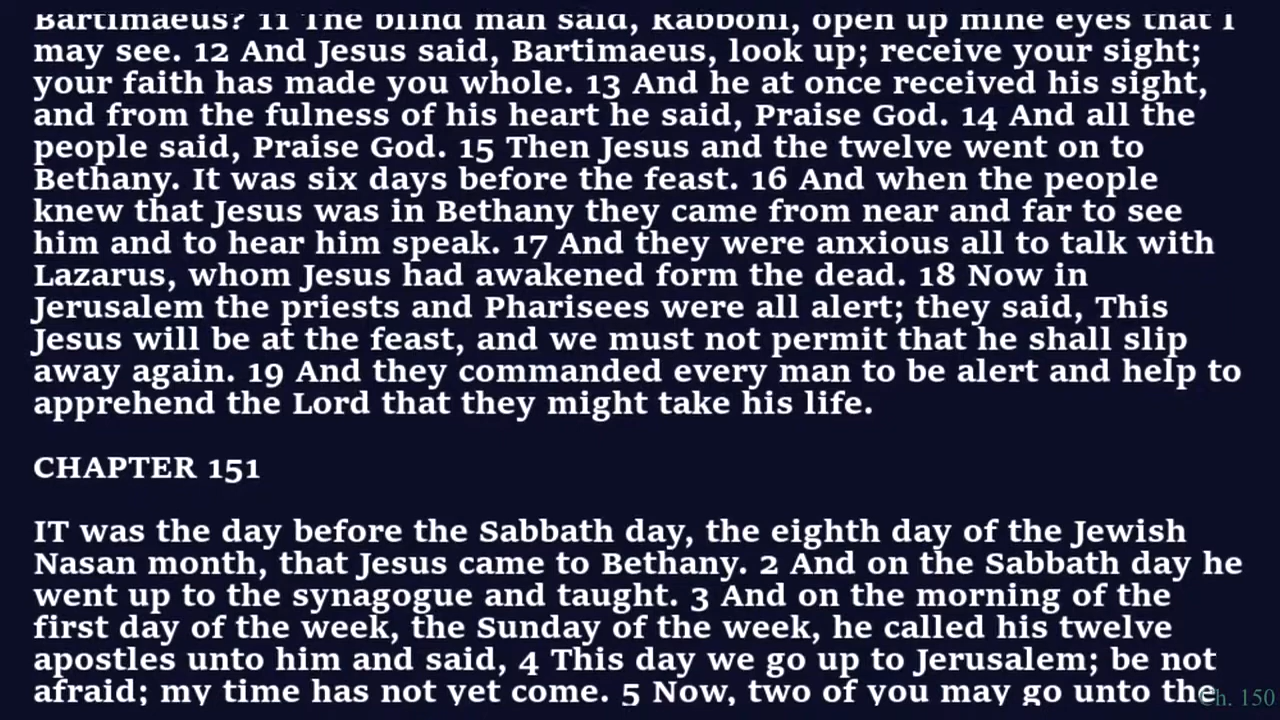 Bartimaeus? 11 The blind man said, Rabboni, open up mine eyes that I
may see. 12 And Jesus said, Bartimaeus, look up; receive your sight;
your faith has made you whole. 13 And he at once received his sight,
and from the fulness of his heart he said, Praise God. 14 And all the
people said, Praise God. 15 Then Jesus and the twelve went on to
Bethany. It was six days before the feast. 16 And when the people
knew that Jesus was in Bethany they came from near and far to see
him and to hear him speak. 17 And they were anxious all to talk with
Lazarus, whom Jesus had awakened form the dead. 18 Now in
Jerusalem the priests and Pharisees were all alert; they said, This
Jesus will be at the feast, and we must not permit that he shall slip
away again. 19 And they commanded every man to be alert and help to
apprehend the Lord that they might take his life.
CHAPTER 151
IT was the day before the Sabbath day, the eighth day of the Jewish
Nasan month, that Jesus came to Bethany. 2 And on the Sabbath day he
went up to the synagogue and taught. 3 And on the morning of the
first day of the week, the Sunday of the week, he called his twelve
apostles unto him and said, 4 This day we go up to Jerusalem; be not
afraid; my time has not yet come. 5 Now, two of you may go unto the
Ch. 150